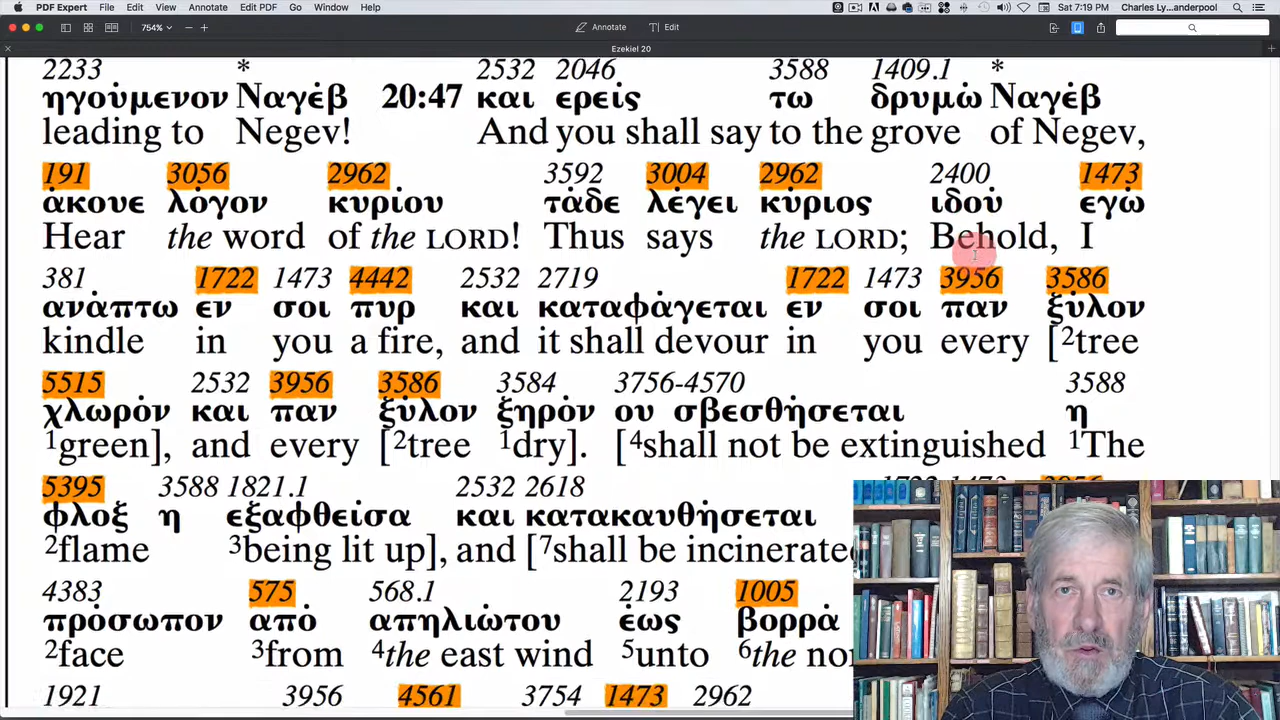 PDF Expert File Edit View Annotate Edit PDF Go Window Help Sat 7:19 PM Charles Ly...anderpool
754% Annotate Edit
Ezekiel 20
2233 * 2532 2046 3588 1409.1 *
ηγούμενον Ναγέβ 20:47 και ερείς τω δρυμώ Ναγέβ
leading to Negev! And you shall say to the grove of Negev,
191 3056 2962 3592 3004 2962 2400 1473
άκουε λόγον κυρίου τάδε λέγει κύριος ιδού εγώ
Hear the word of the LORD! Thus says the LORD; Behold, I
381 1722 1473 4442 2532 2719 1722 1473 3956 3586
ανάπτω εν σοι πυρ και καταφάγεται εν σοι παν ξύλον
kindle in you a fire, and it shall devour in you every [2tree
5515 2532 3956 3586 3584 3756-4570 3588
χλωρόν και παν ξύλον ξηρόν ου σβεσθήσεται η
1green], and every [2tree 1dry]. [4shall not be extinguished 1The
5395 3588 1821.1 2532 2618
φλοξ η εξαφθείσα και κατακαυθήσεται
2flame 3being lit up], and [7shall be incinerated
4383 575 568.1 2193 1005
πρόσωπον από απηλιώτου έως βορρά
2face 3from 4the east wind 5unto 6the
1921 3956 4561 3754 1473 2962